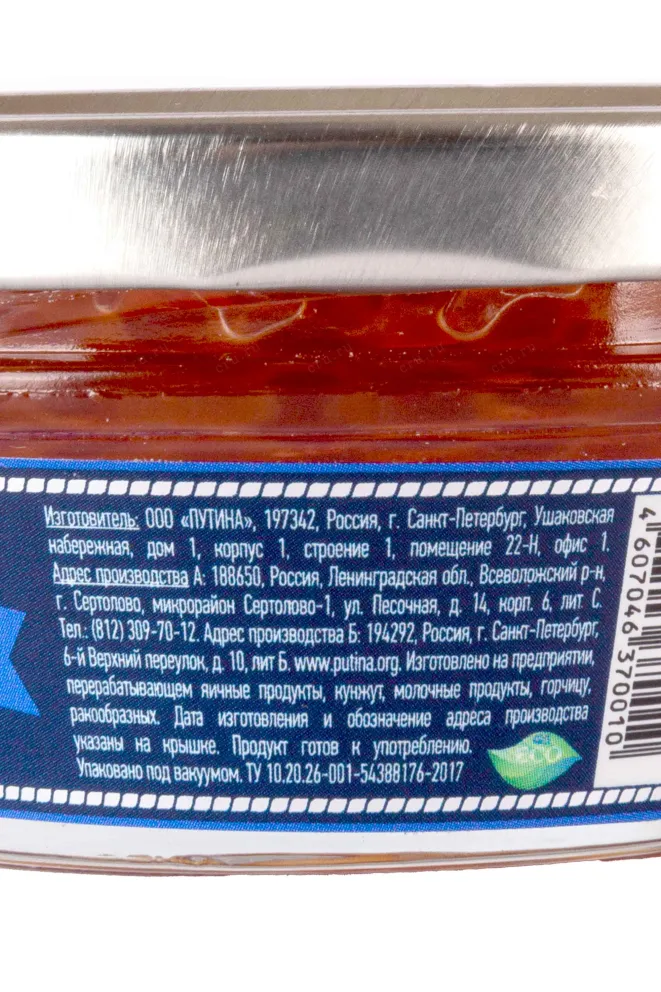 Изготовитель: ООО «ПУТИНА», 197342, Россия, г. Санкт-Петербург, Ушаковская
набережная, дом 1, корпус 1, строение 1, помещение 22-Н, офис 1.
Адрес производства А: 188650, Россия, Ленинградская обл., Всеволожский р-н,
г. Сертолово, микрорайон Сертолово-1, ул. Песочная, д. 14, корп. 6, лит С.
Тел.: (812) 309-70-12. Адрес производства Б: 194292, Россия, г. Санкт-Петербург,
6-й Верхний переулок, д. 10, лит Б. www.putina.org. Изготовлено на предприятии,
перерабатывающем яичные продукты, кунжут, молочные продукты, горчицу,
ракообразных. Дата изготовления и обозначение адреса производства
указаны на крышке. Продукт готов к употреблению.
Упаковано под вакуумом. ТУ 10.20.26-001-54388176-2017
ECO
4 607046 370010